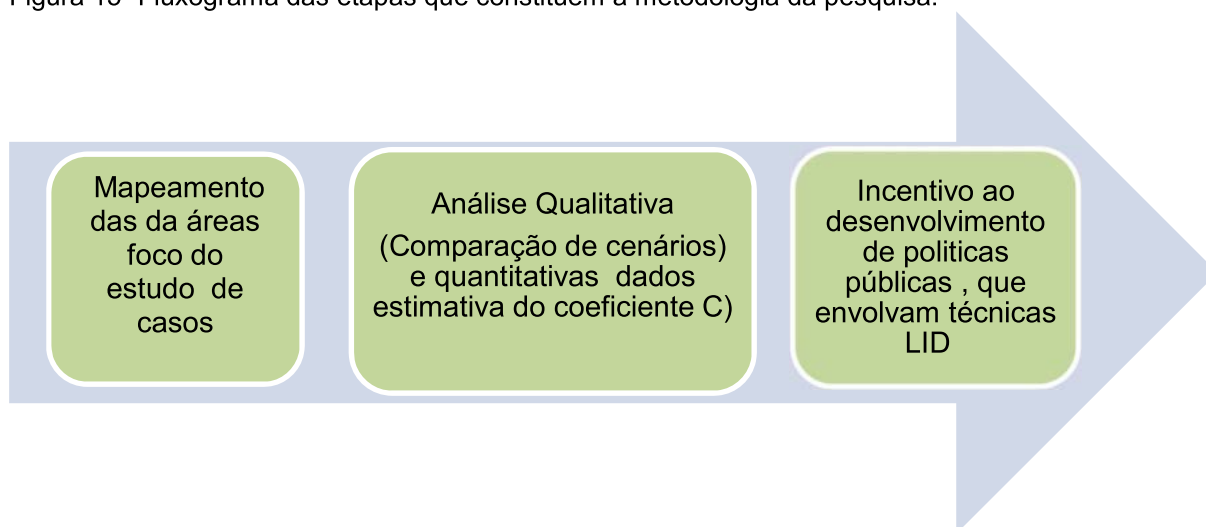 Figura 15- Fluxograma das etapas que constituem a metodologia da pesquisa.
Mapeamento
das da áreas
foco do
estudo de
casos
Análise Qualitativa
(Comparação de cenários)
e quantitativas dados
estimativa do coeficiente C)
Incentivo ao
desenvolvimento
de politicas
públicas , que
envolvam técnicas
LID